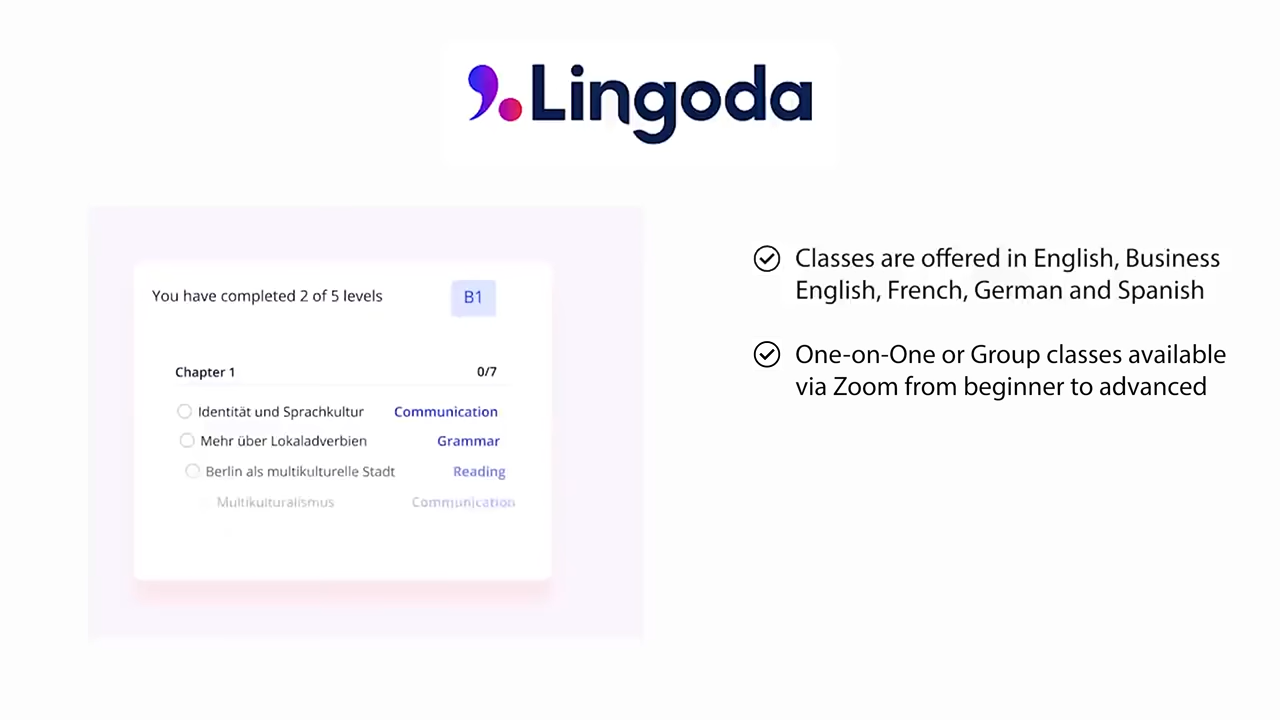 Lingoda
You have completed 2 of 5 levels
B1
Chapter 1
0/7
Identität und Sprachkultur
Communication
Mehr über Lokaladverbien
Grammar
Berlin als multikulturelle Stadt
Reading
Multikulturalismus
Communication
Classes are offered in English, Business
English, French, German and Spanish
One-on-One or Group classes available
via Zoom from beginner to advanced